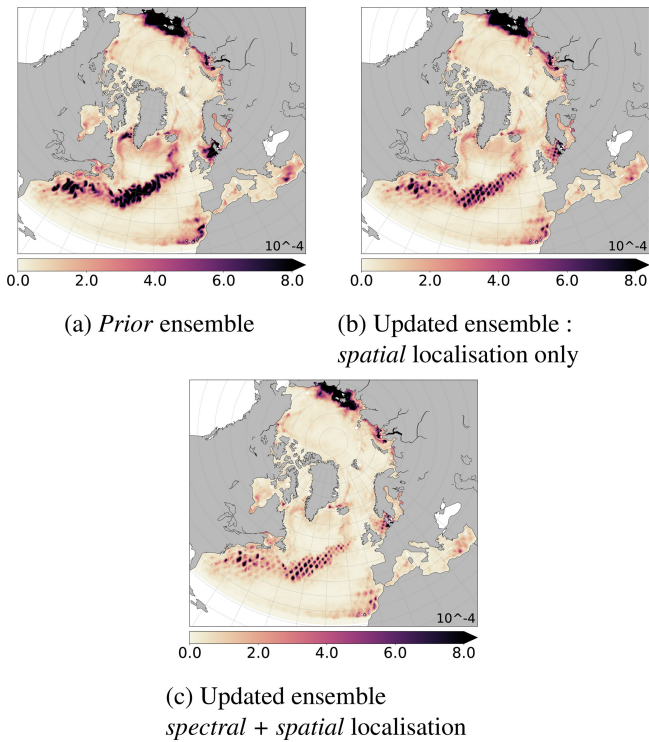 10^-4
0.0 2.0 4.0 6.0 8.0
(a) Prior ensemble
10^-4
0.0 2.0 4.0 6.0 8.0
(b) Updated ensemble :
spatial localisation only
10^-4
0.0 2.0 4.0 6.0 8.0
(c) Updated ensemble
spectral + spatial localisation